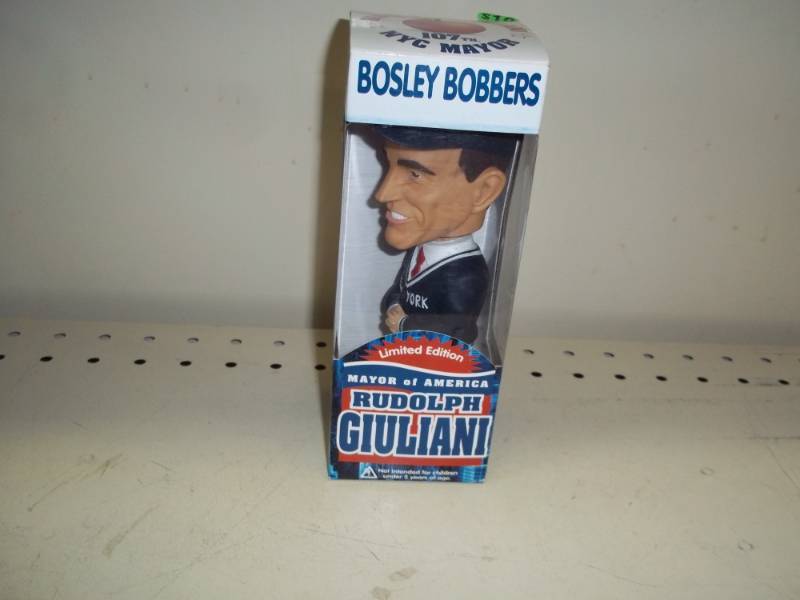 107TH
NYC MAYOR
BOSLEY BOBBERS
YORK
Limited Edition
MAYOR of AMERICA
RUDOLPH
GIULIANI
Not intended for children
under 5 years of age.